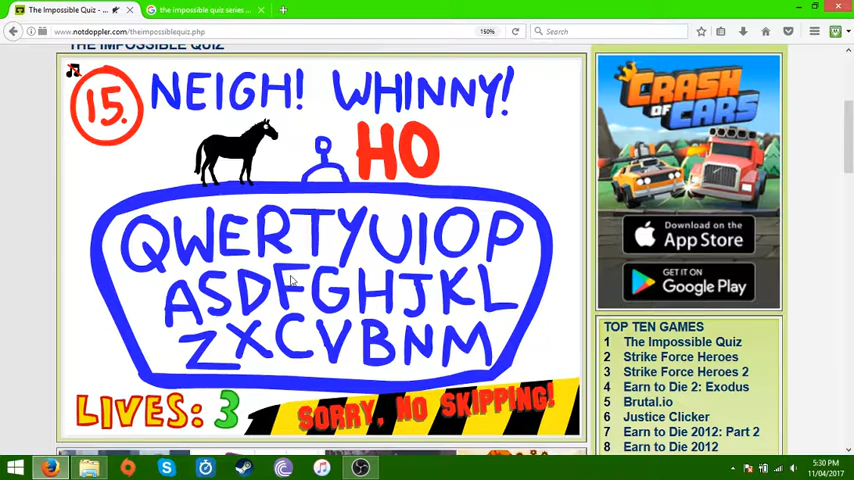 The Impossible Quiz - ...
the impossible quiz series ...
www.notdoppler.com/theimpossiblequiz.php
150%
Search
THE IMPOSSIBLE QUIZ
15.
NEIGH! WHINNY!
HO
QWERTYUIOP
ASDFGHJKL
ZXCVBNM
LIVES: 3
SORRY, NO SKIPPING!
CRASH
OF
CARS
Download on the
App Store
GET IT ON
Google Play
TOP TEN GAMES
1 The Impossible Quiz
2 Strike Force Heroes
3 Strike Force Heroes 2
4 Earn to Die 2: Exodus
5 Brutal.io
6 Justice Clicker
7 Earn to Die 2012: Part 2
8 Earn to Die 2012
5:30 PM
11/04/2017